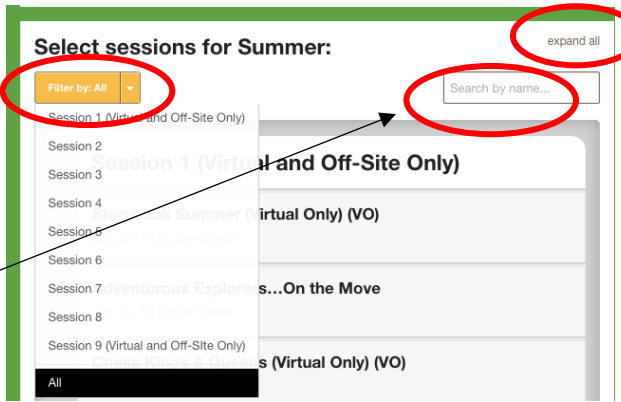 Select sessions for Summer:
expand all
Filter by: All
Search by name...
Session 1 (Virtual and Off-Site Only)
Session 2
Session 3
Session 4
Session 5
Session 6
Session 7
Session 8
Session 9 (Virtual and Off-SIte Only)
All
Session 1 (Virtual and Off-Site Only)
Storybook Summer (Virtual Only) (VO)
Adventurous Explorers...On the Move
Chess Kings & Queens (Virtual Only) (VO)